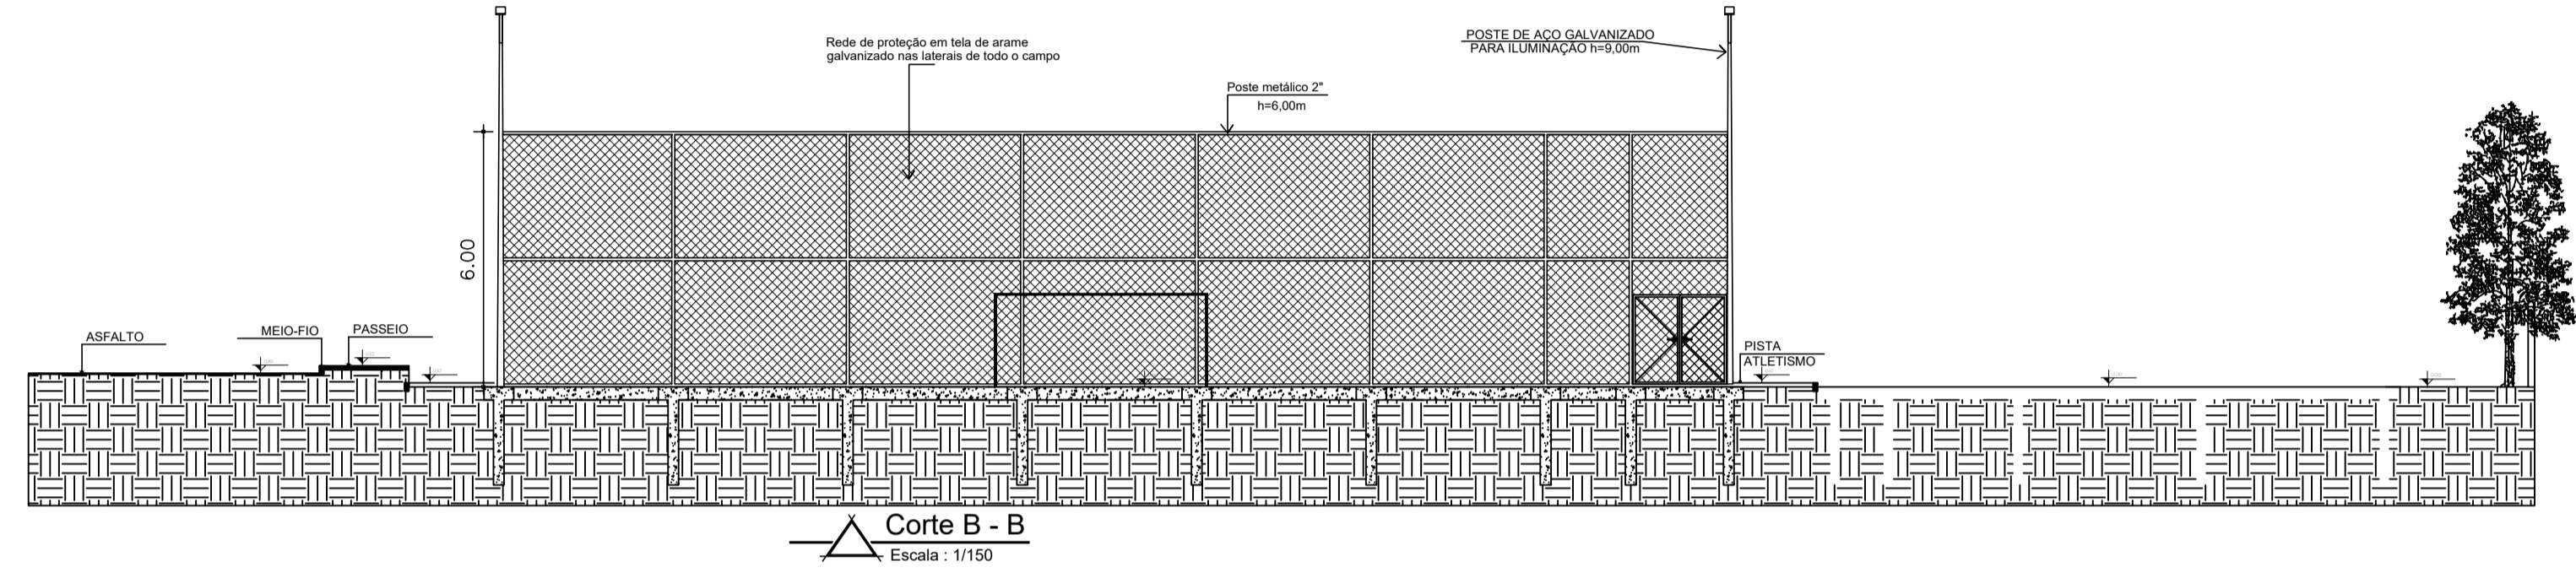 Rede de proteção em tela de arame
galvanizado nas laterais de todo o campo
POSTE DE AÇO GALVANIZADO
PARA ILUMINAÇÃO h=9,00m
Poste metálico 2"
h=6,00m
6.00
ASFALTO
MEIO-FIO
PASSEIO
PISTA
ATLETISMO
Corte B - B
Escala : 1/150